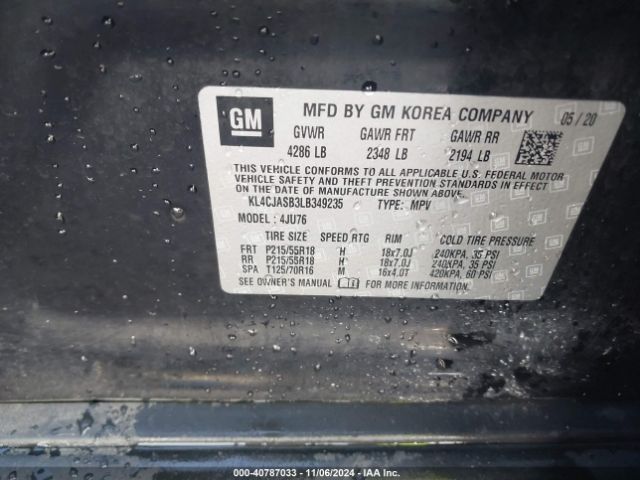 GM MFD BY GM KOREA COMPANY 05/20
GVWR GAWR FRT GAWR RR
4286 LB 2348 LB 2194 LB
THIS VEHICLE CONFORMS TO ALL APPLICABLE U.S. FEDERAL MOTOR
VEHICLE SAFETY AND THEFT PREVENTION STANDARDS IN EFFECT
ON THE DATE OF MANUFACTURE SHOWN ABOVE.
KL4CJASB3LB349235 TYPE: MPV
MODEL: 4JU76
TIRE SIZE SPEED RTG RIM COLD TIRE PRESSURE
FRT P215/55R18 H 18x7.0J 240KPA, 35 PSI
RR P215/55R18 H 18x7.0J 240KPA, 35 PSI
SPA T125/70R16 M 16x4.0T 420KPA, 60 PSI
SEE OWNER'S MANUAL FOR MORE INFORMATION.
000-40787033 - 11/06/2024 - IAA Inc.